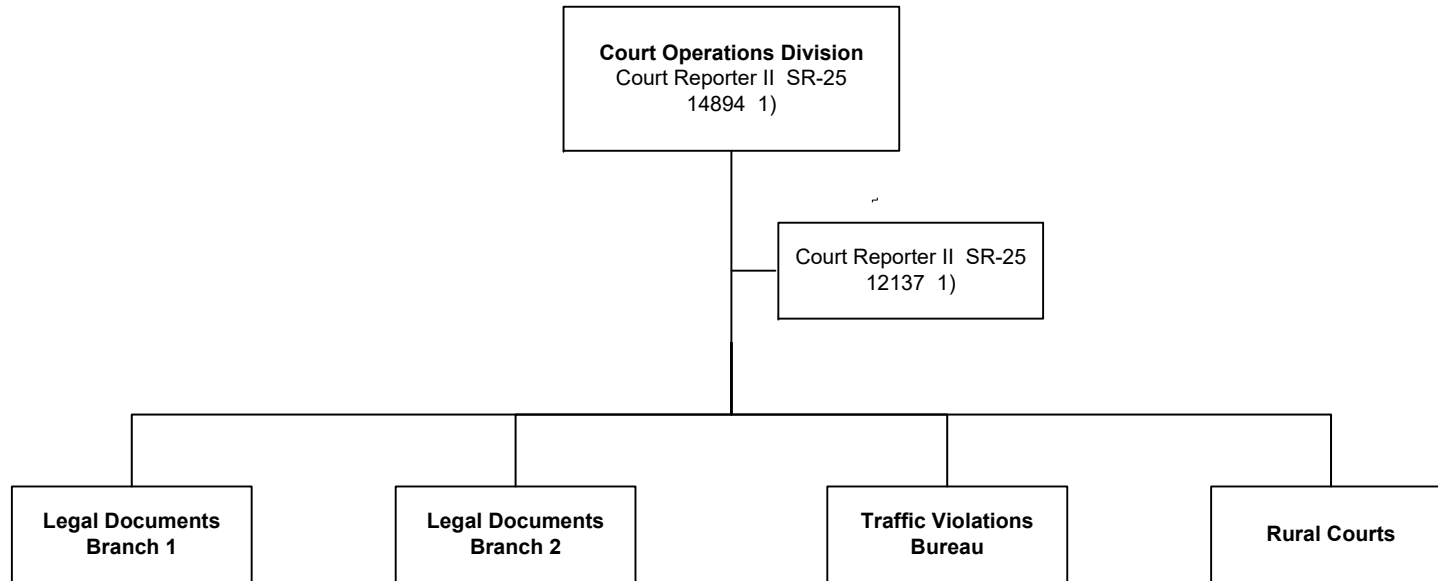 Court Operations Division
Court Reporter II  SR-25
14894  1)
~
Court Reporter II  SR-25
12137  1)
Legal Documents
Branch 1
Legal Documents
Branch 2
Traffic Violations
Bureau
Rural Courts